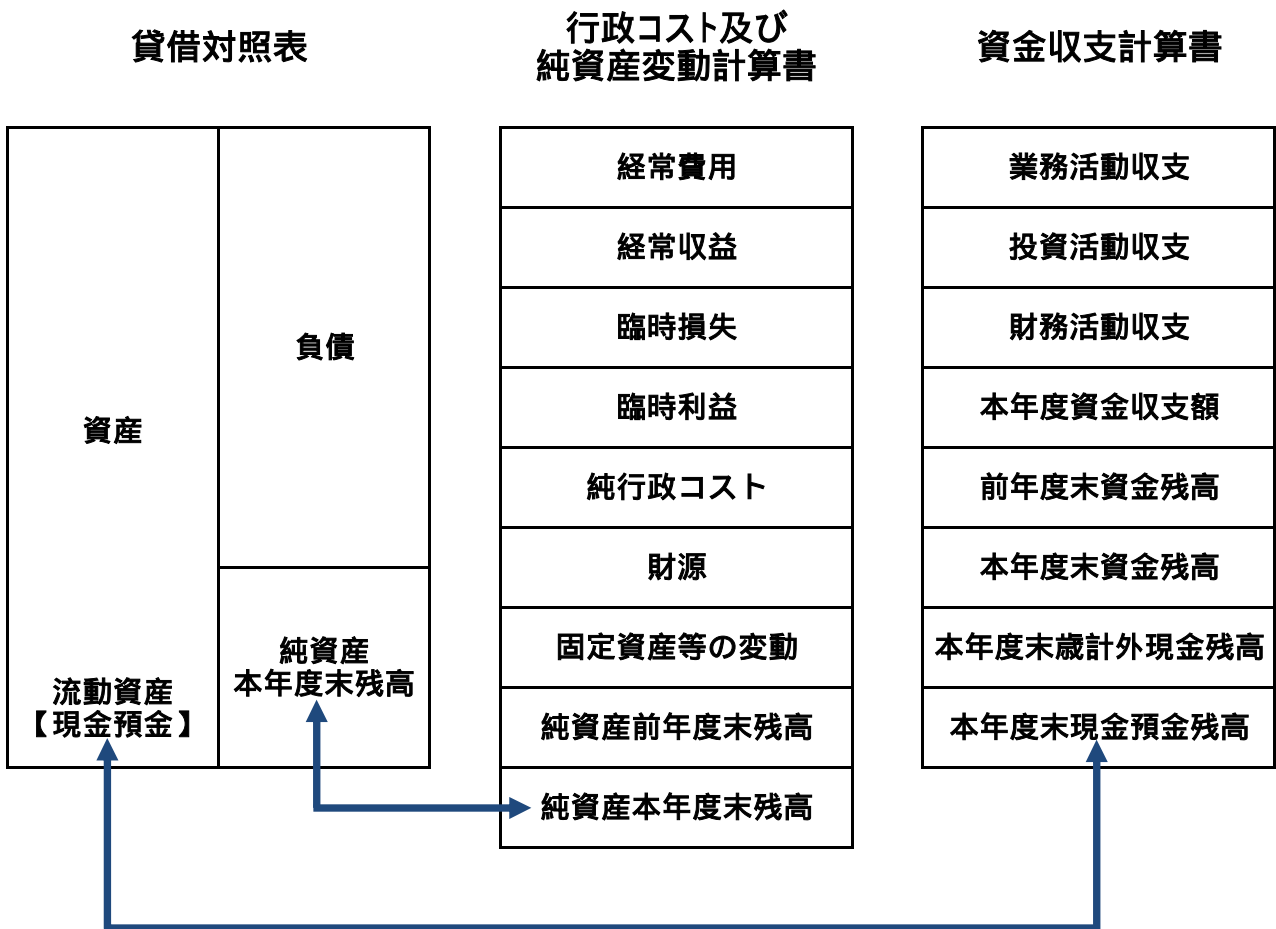 貸借対照表
資産
流動資産
【現金預金】
負債
純資産
本年度末残高
行政コスト及び
純資産変動計算書
経常費用
経常収益
臨時損失
臨時利益
純行政コスト
財源
固定資産等の変動
純資産前年度末残高
純資産本年度末残高
資金収支計算書
業務活動収支
投資活動収支
財務活動収支
本年度資金収支額
前年度末資金残高
本年度末資金残高
本年度末歳計外現金残高
本年度末現金預金残高